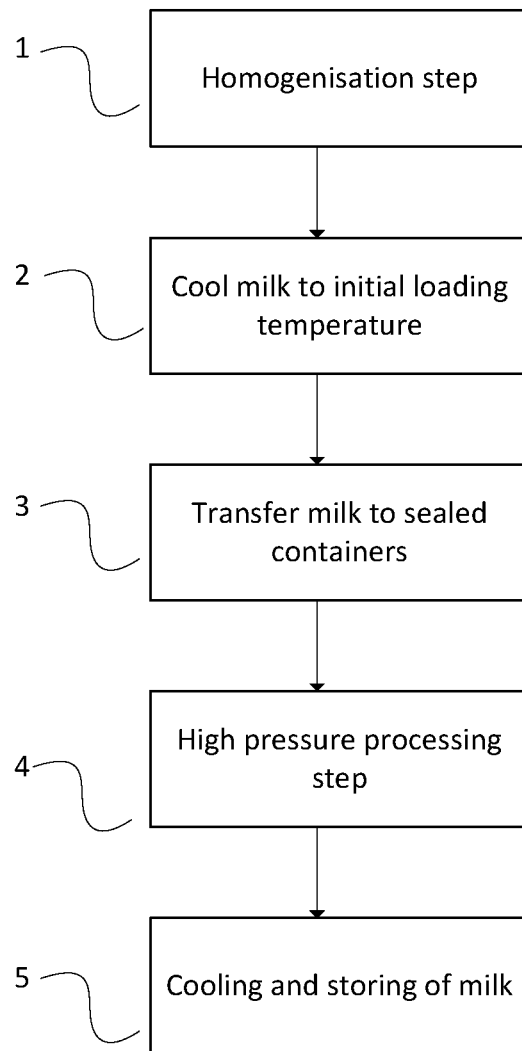 1
Homogenisation step
2
Cool milk to initial loading
temperature
3
Transfer milk to sealed
containers
4
High pressure processing
step
5
Cooling and storing of milk